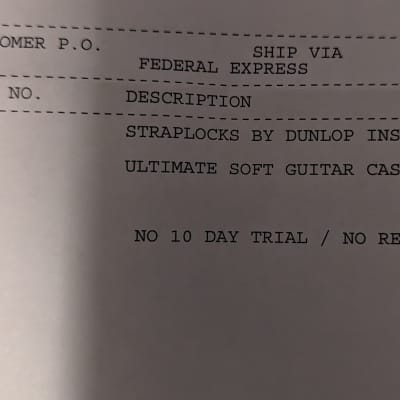 OMER P.O. SHIP VIA
FEDERAL EXPRESS
NO. DESCRIPTION
STRAPLOCKS BY DUNLOP INS
ULTIMATE SOFT GUITAR CAS
NO 10 DAY TRIAL / NO RE